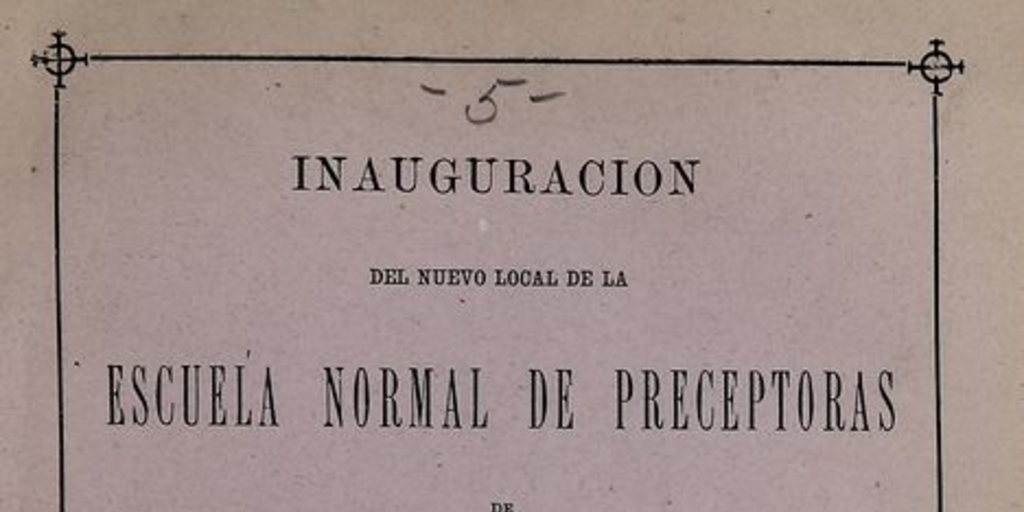 -5-
INAUGURACION
DEL NUEVO LOCAL DE LA
ESCUELA NORMAL DE PRECEPTORAS
DE